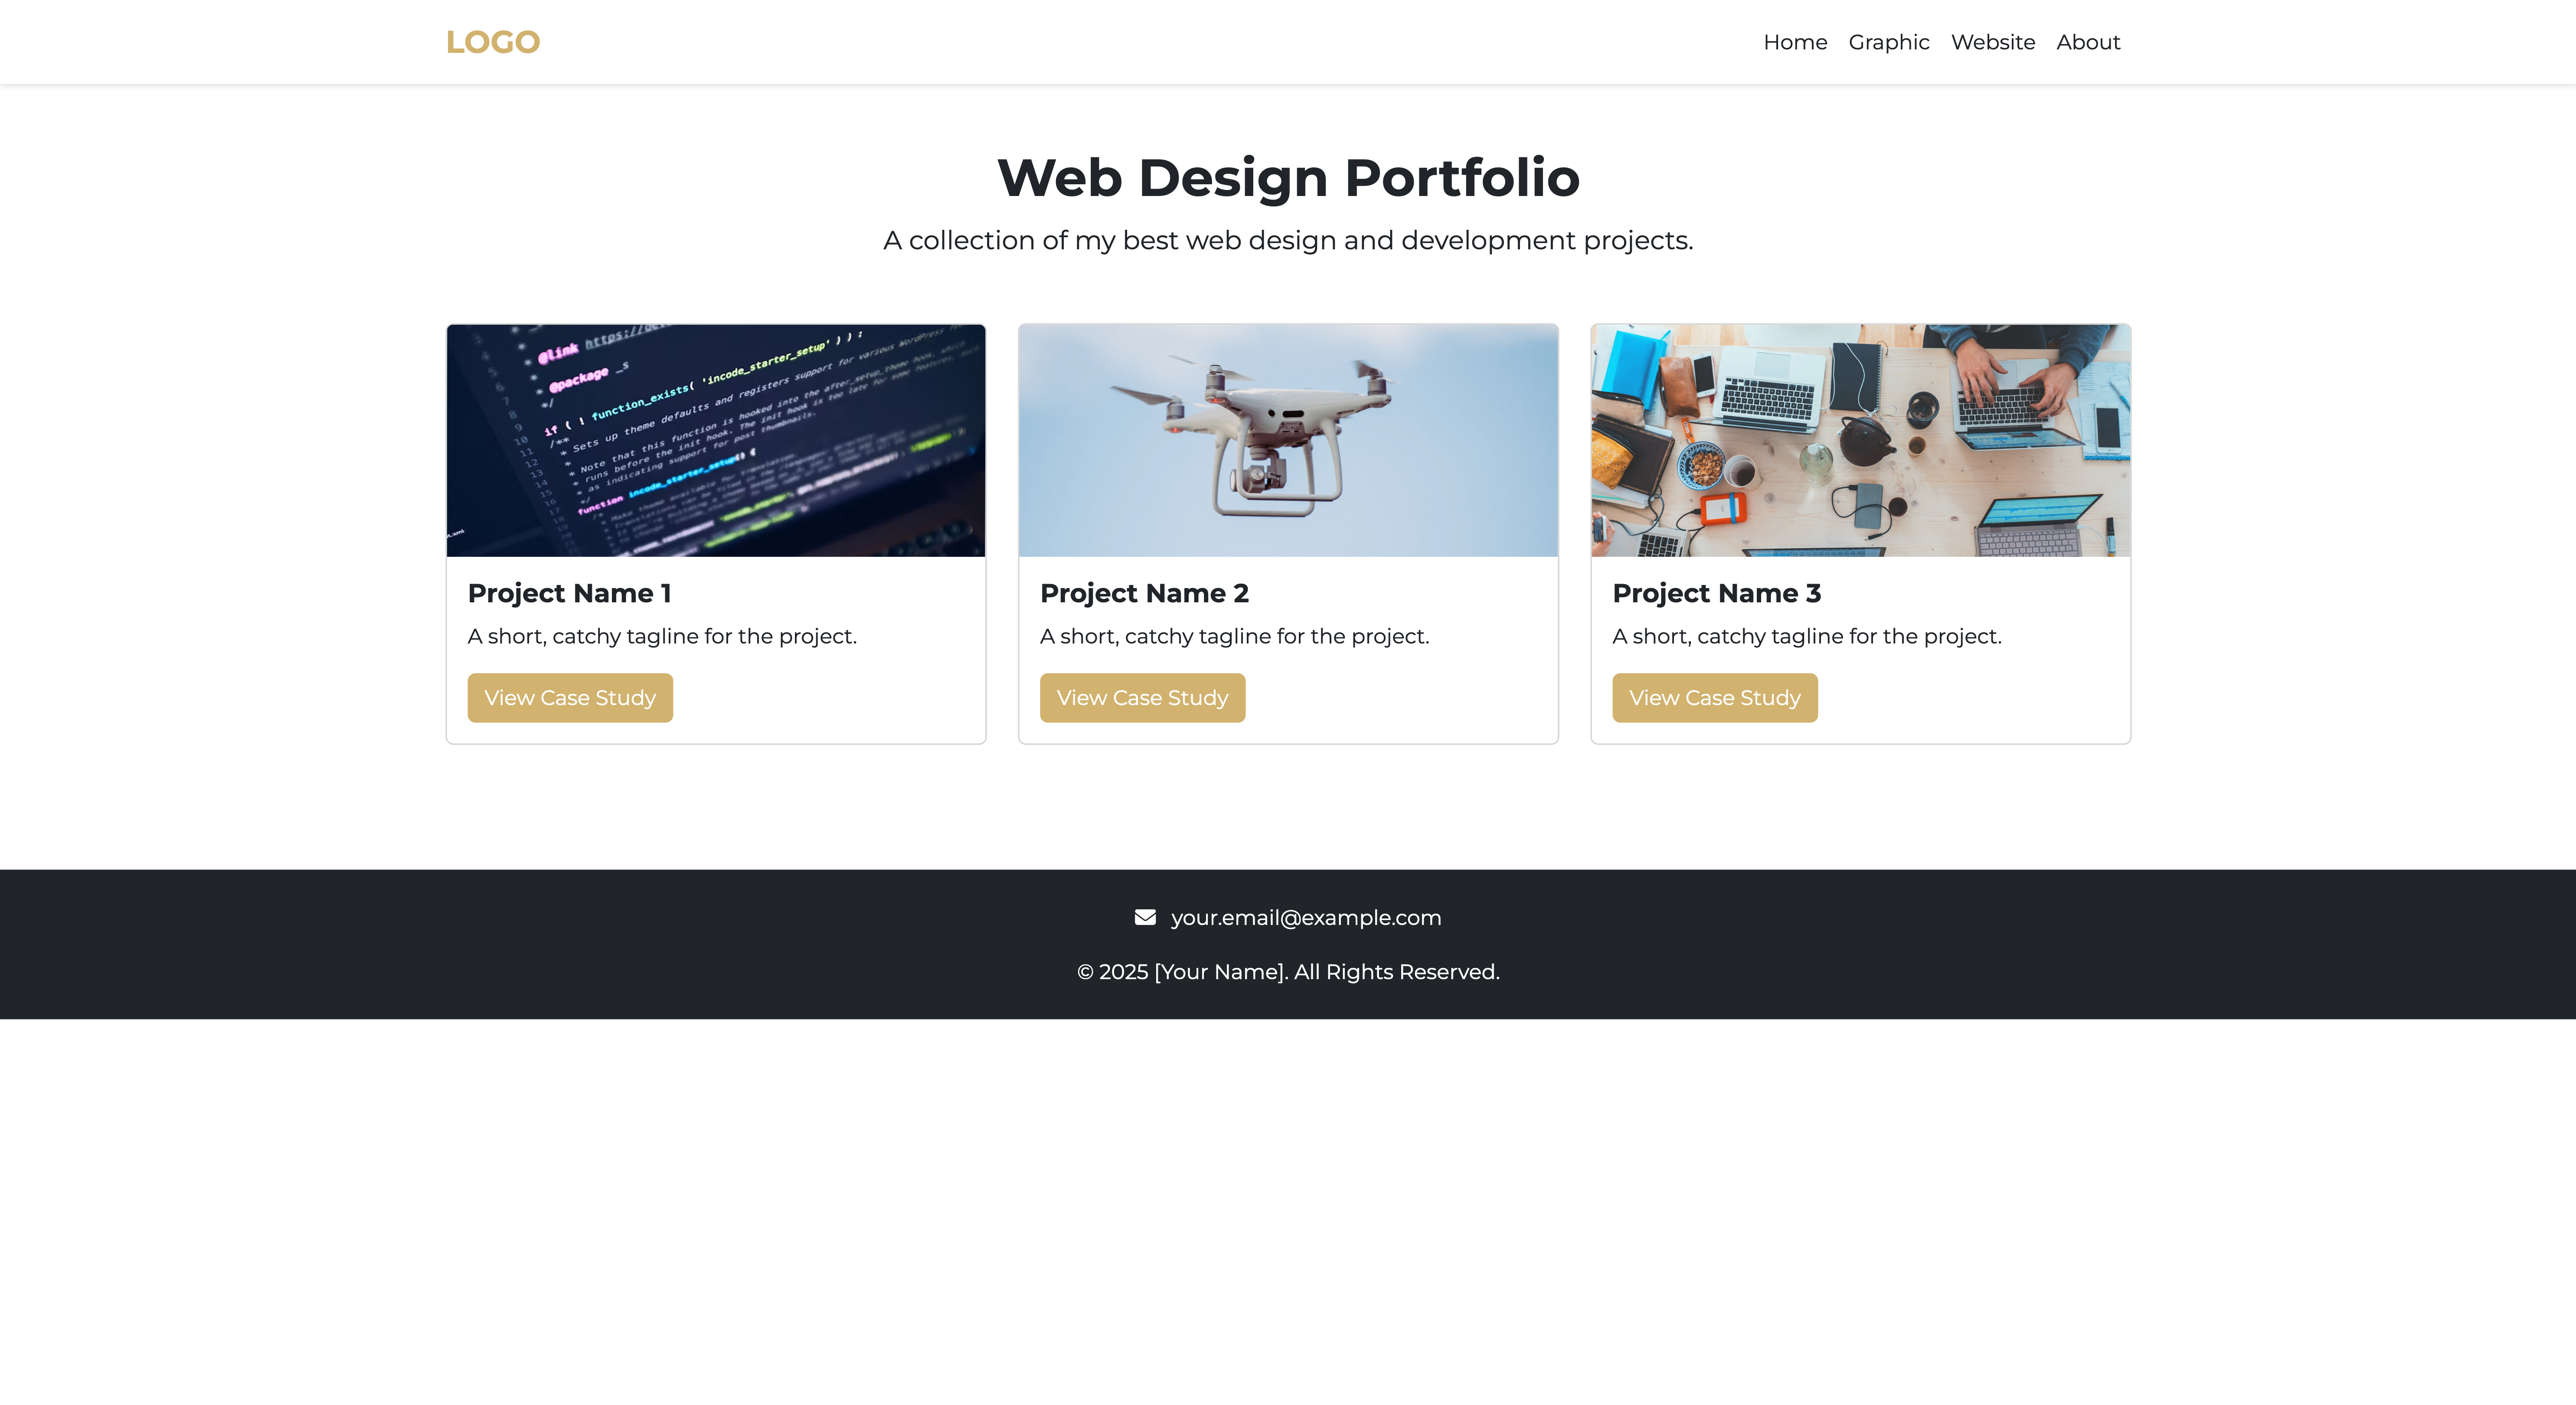 LOGO
Home Graphic Website About
Web Design Portfolio
A collection of my best web design and development projects.
@link https://
@package _s
*/
if ( ! function_exists( 'incode_starter_setup' ) ) :
/**
* Sets up theme defaults and registers support for various WordPress
* Note that this function is hooked into the after_setup_theme hook, which
* runs before the init hook. The init hook is too late for some features, such
* as indicating support for post thumbnails.
*/
function incode_starter_setup() {
Project Name 1
A short, catchy tagline for the project.
View Case Study
Project Name 2
A short, catchy tagline for the project.
View Case Study
Project Name 3
A short, catchy tagline for the project.
View Case Study
your.email@example.com
© 2025 [Your Name]. All Rights Reserved.